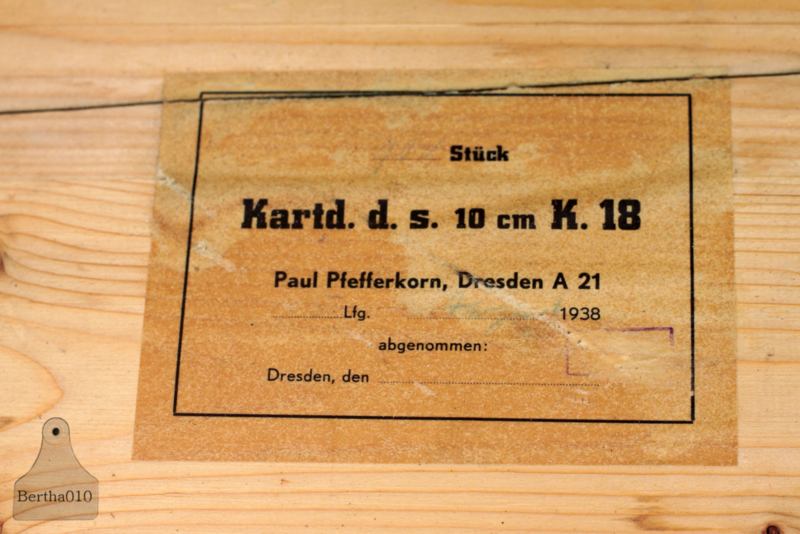 Stück
Kartd. d. s. 10 cm K. 18
Paul Pfefferkorn, Dresden A 21
Lfg. 1938
abgenommen:
Dresden, den
Bertha010